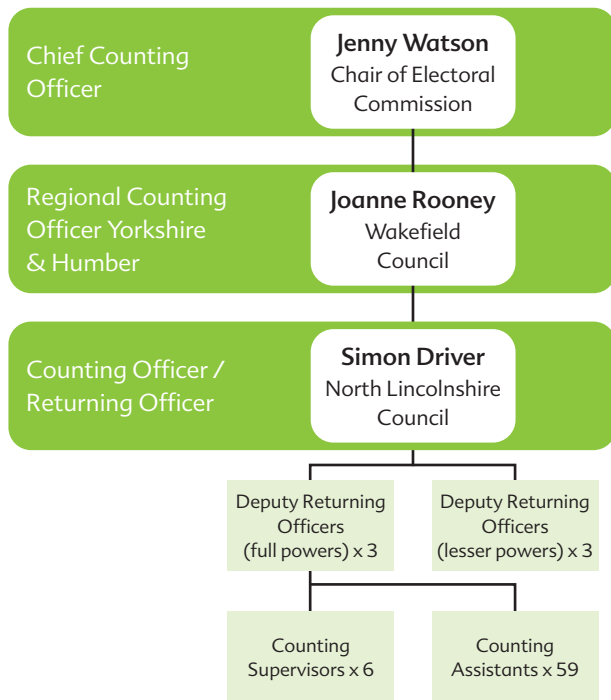 Chief Counting
Officer
Jenny Watson
Chair of Electoral
Commission
Regional Counting
Officer Yorkshire
& Humber
Joanne Rooney
Wakefield
Council
Counting Officer /
Returning Officer
Simon Driver
North Lincolnshire
Council
Deputy Returning
Officers
(full powers) x 3
Deputy Returning
Officers
(lesser powers) x 3
Counting
Supervisors x 6
Counting
Assistants x 59